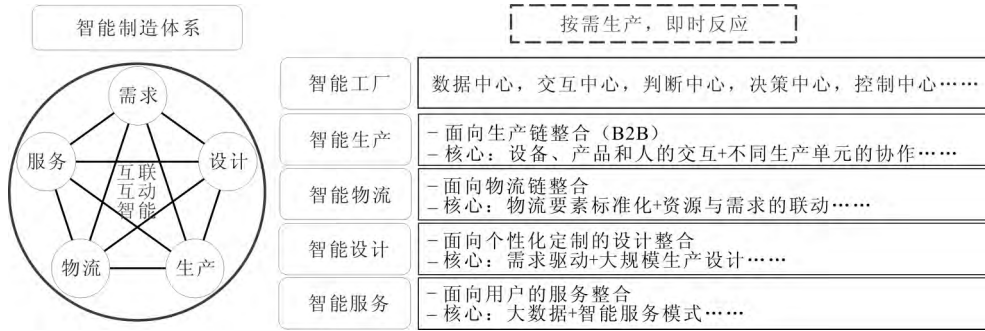 智能制造体系
需求
服务
设计
互联
互动
智能
物流
生产
按需生产，即时反应
智能工厂
数据中心，交互中心，判断中心，决策中心，控制中心……
智能生产
－面向生产链整合（B2B）
－核心：设备、产品和人的交互+不同生产单元的协作……
智能物流
－面向物流链整合
－核心：物流要素标准化+资源与需求的联动……
智能设计
－面向个性化定制的设计整合
－核心：需求驱动+大规模生产设计……
智能服务
－面向用户的服务整合
－核心：大数据+智能服务模式……